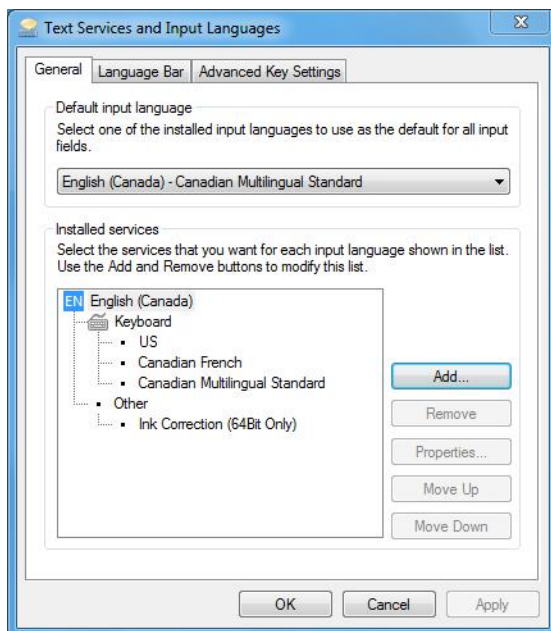 Text Services and Input Languages
General
Language Bar
Advanced Key Settings
Default input language
Select one of the installed input languages to use as the default for all input
fields.
English (Canada) - Canadian Multilingual Standard
Installed services
Select the services that you want for each input language shown in the list.
Use the Add and Remove buttons to modify this list.
EN English (Canada)
Keyboard
US
Canadian French
Canadian Multilingual Standard
Other
Ink Correction (64Bit Only)
Add...
Remove
Properties...
Move Up
Move Down
OK
Cancel
Apply